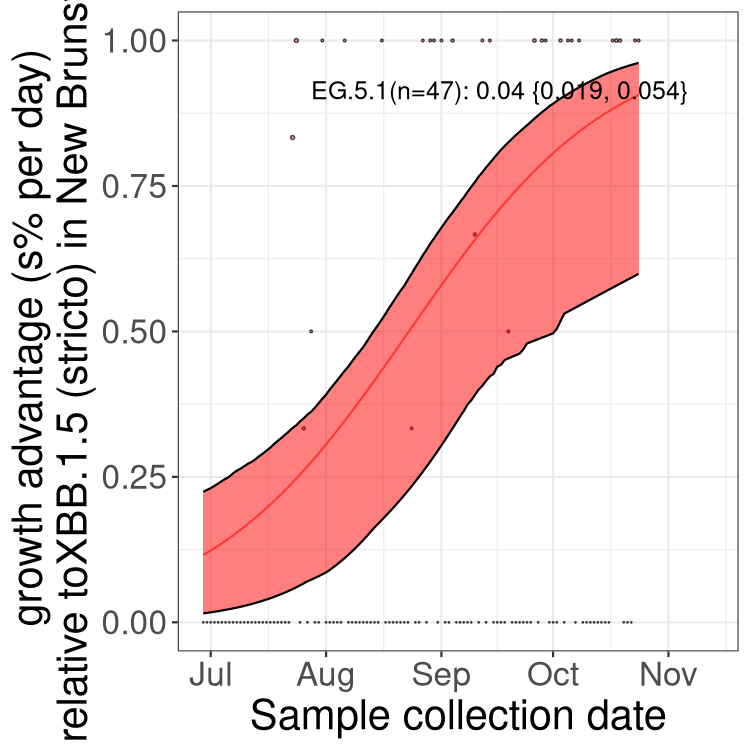 growth advantage (s% per day)
relative toXBB.1.5 (stricto) in New
1.00
0.75
0.50
0.25
0.00
EG.5.1(n=47): 0.04 {0.019, 0.054}
Jul Aug Sep Oct Nov
Sample collection date